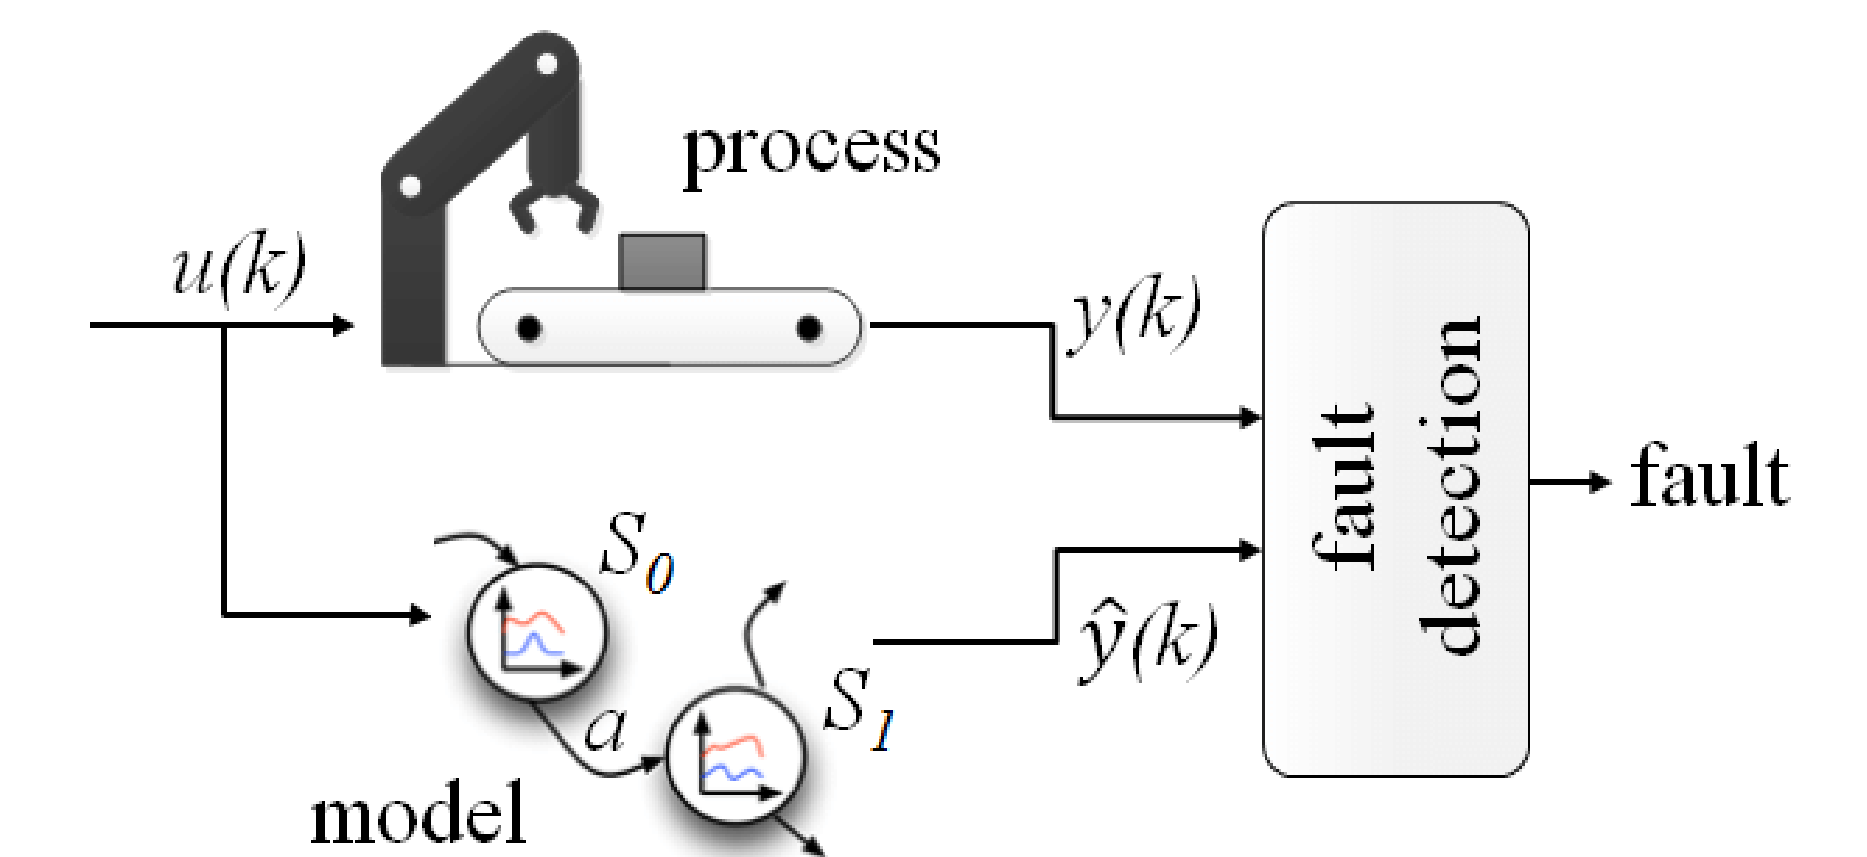 process
u(k)
y(k)
fault
detection
fault
S0
ŷ(k)
S1
a
model